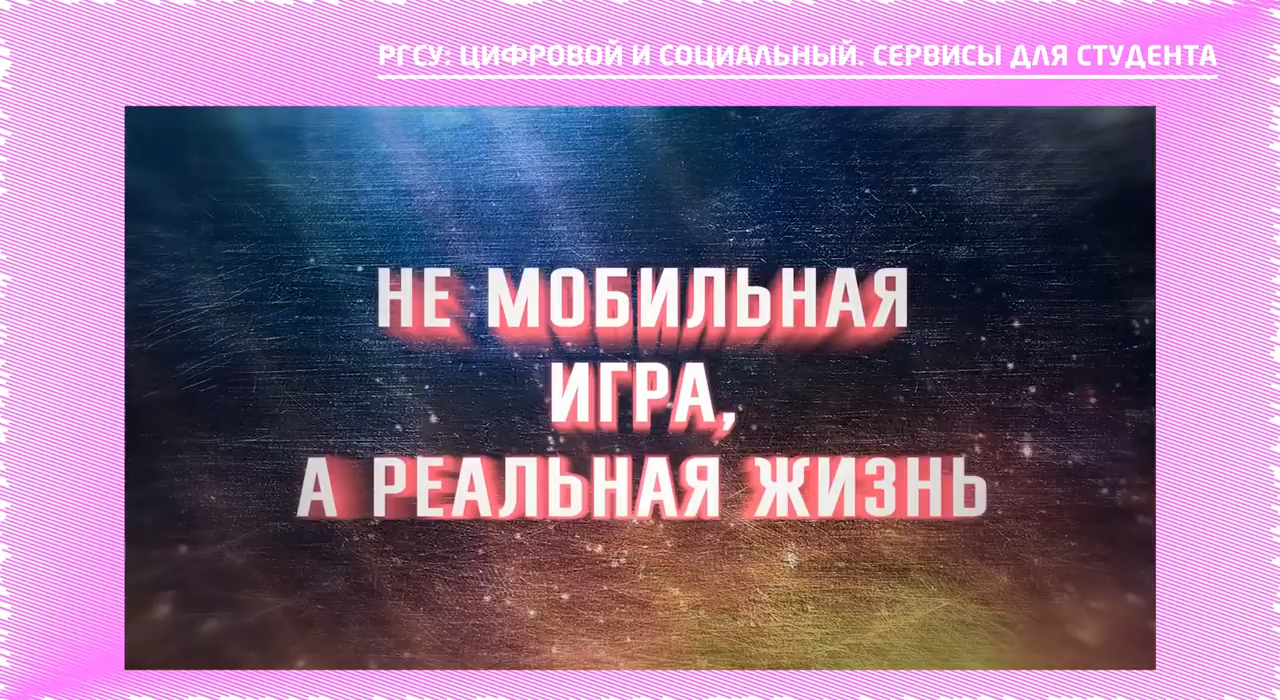 РГСУ: ЦИФРОВОЙ И СОЦИАЛЬНЫЙ. СЕРВИСЫ ДЛЯ СТУДЕНТА
НЕ МОБИЛЬНАЯ
ИГРА,
А РЕАЛЬНАЯ ЖИЗНЬ